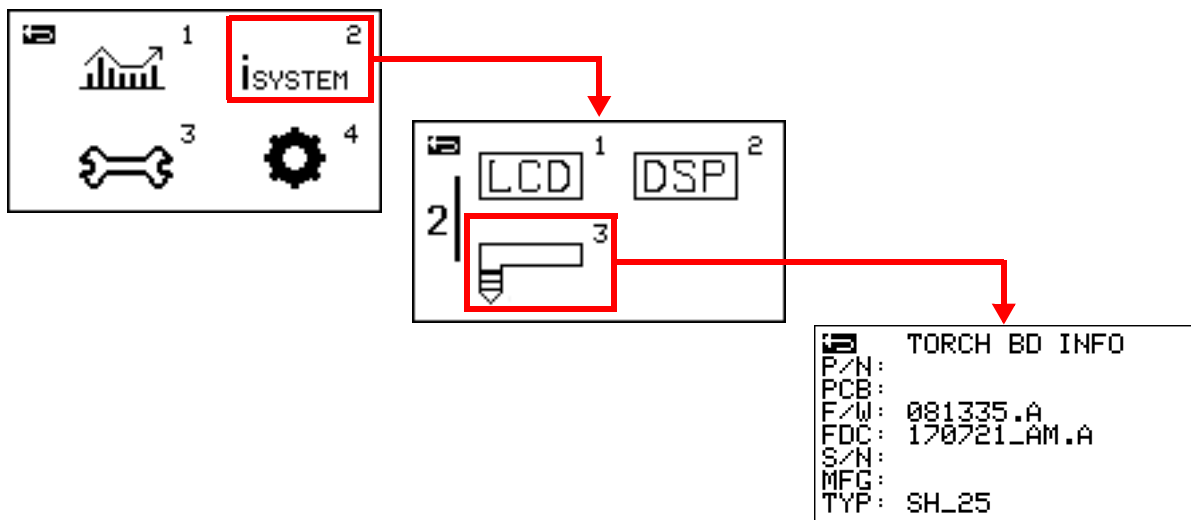 1
2
iSYSTEM
3
4
1
2
LCD
DSP
2
3
TORCH BD INFO
P/N:
PCB:
F/W: 081335.A
FDC: 170721_AM.A
S/N:
MFG:
TYP: SH_25